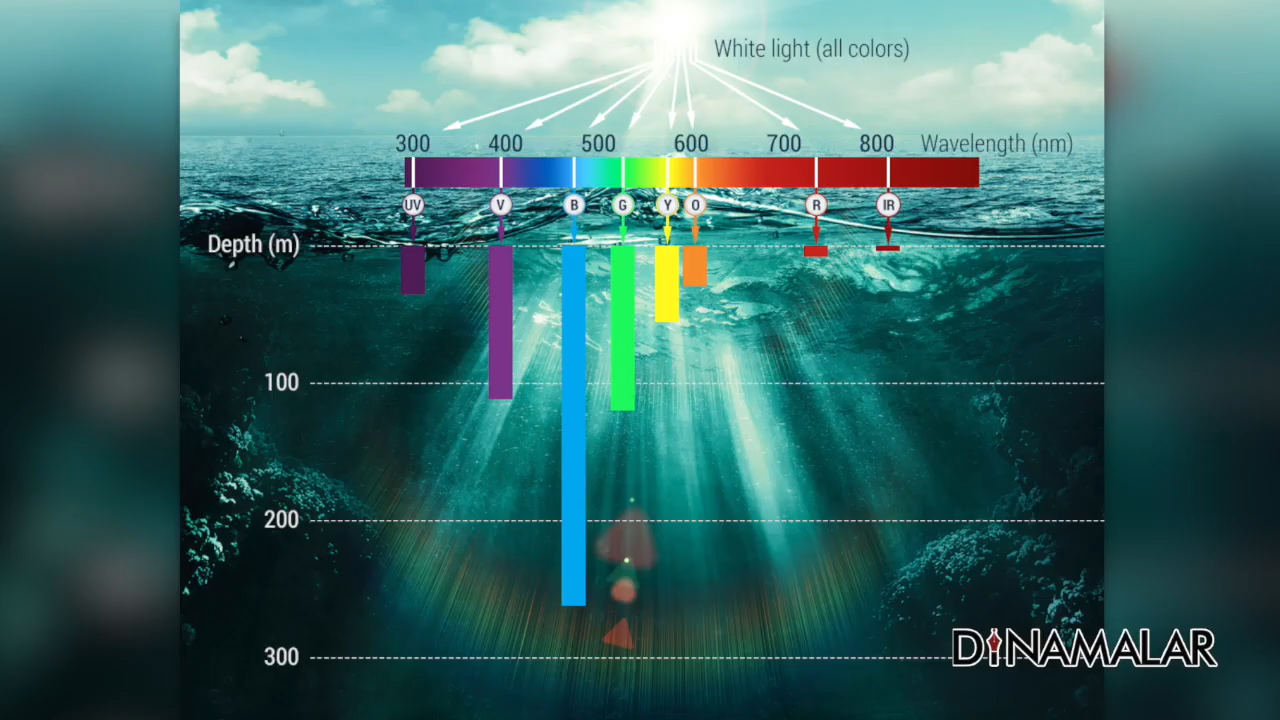 White light (all colors)
300 400 500 600 700 800 Wavelength (nm)
UV V B G Y O R IR
Depth (m)
100
200
300
DINAMALAR